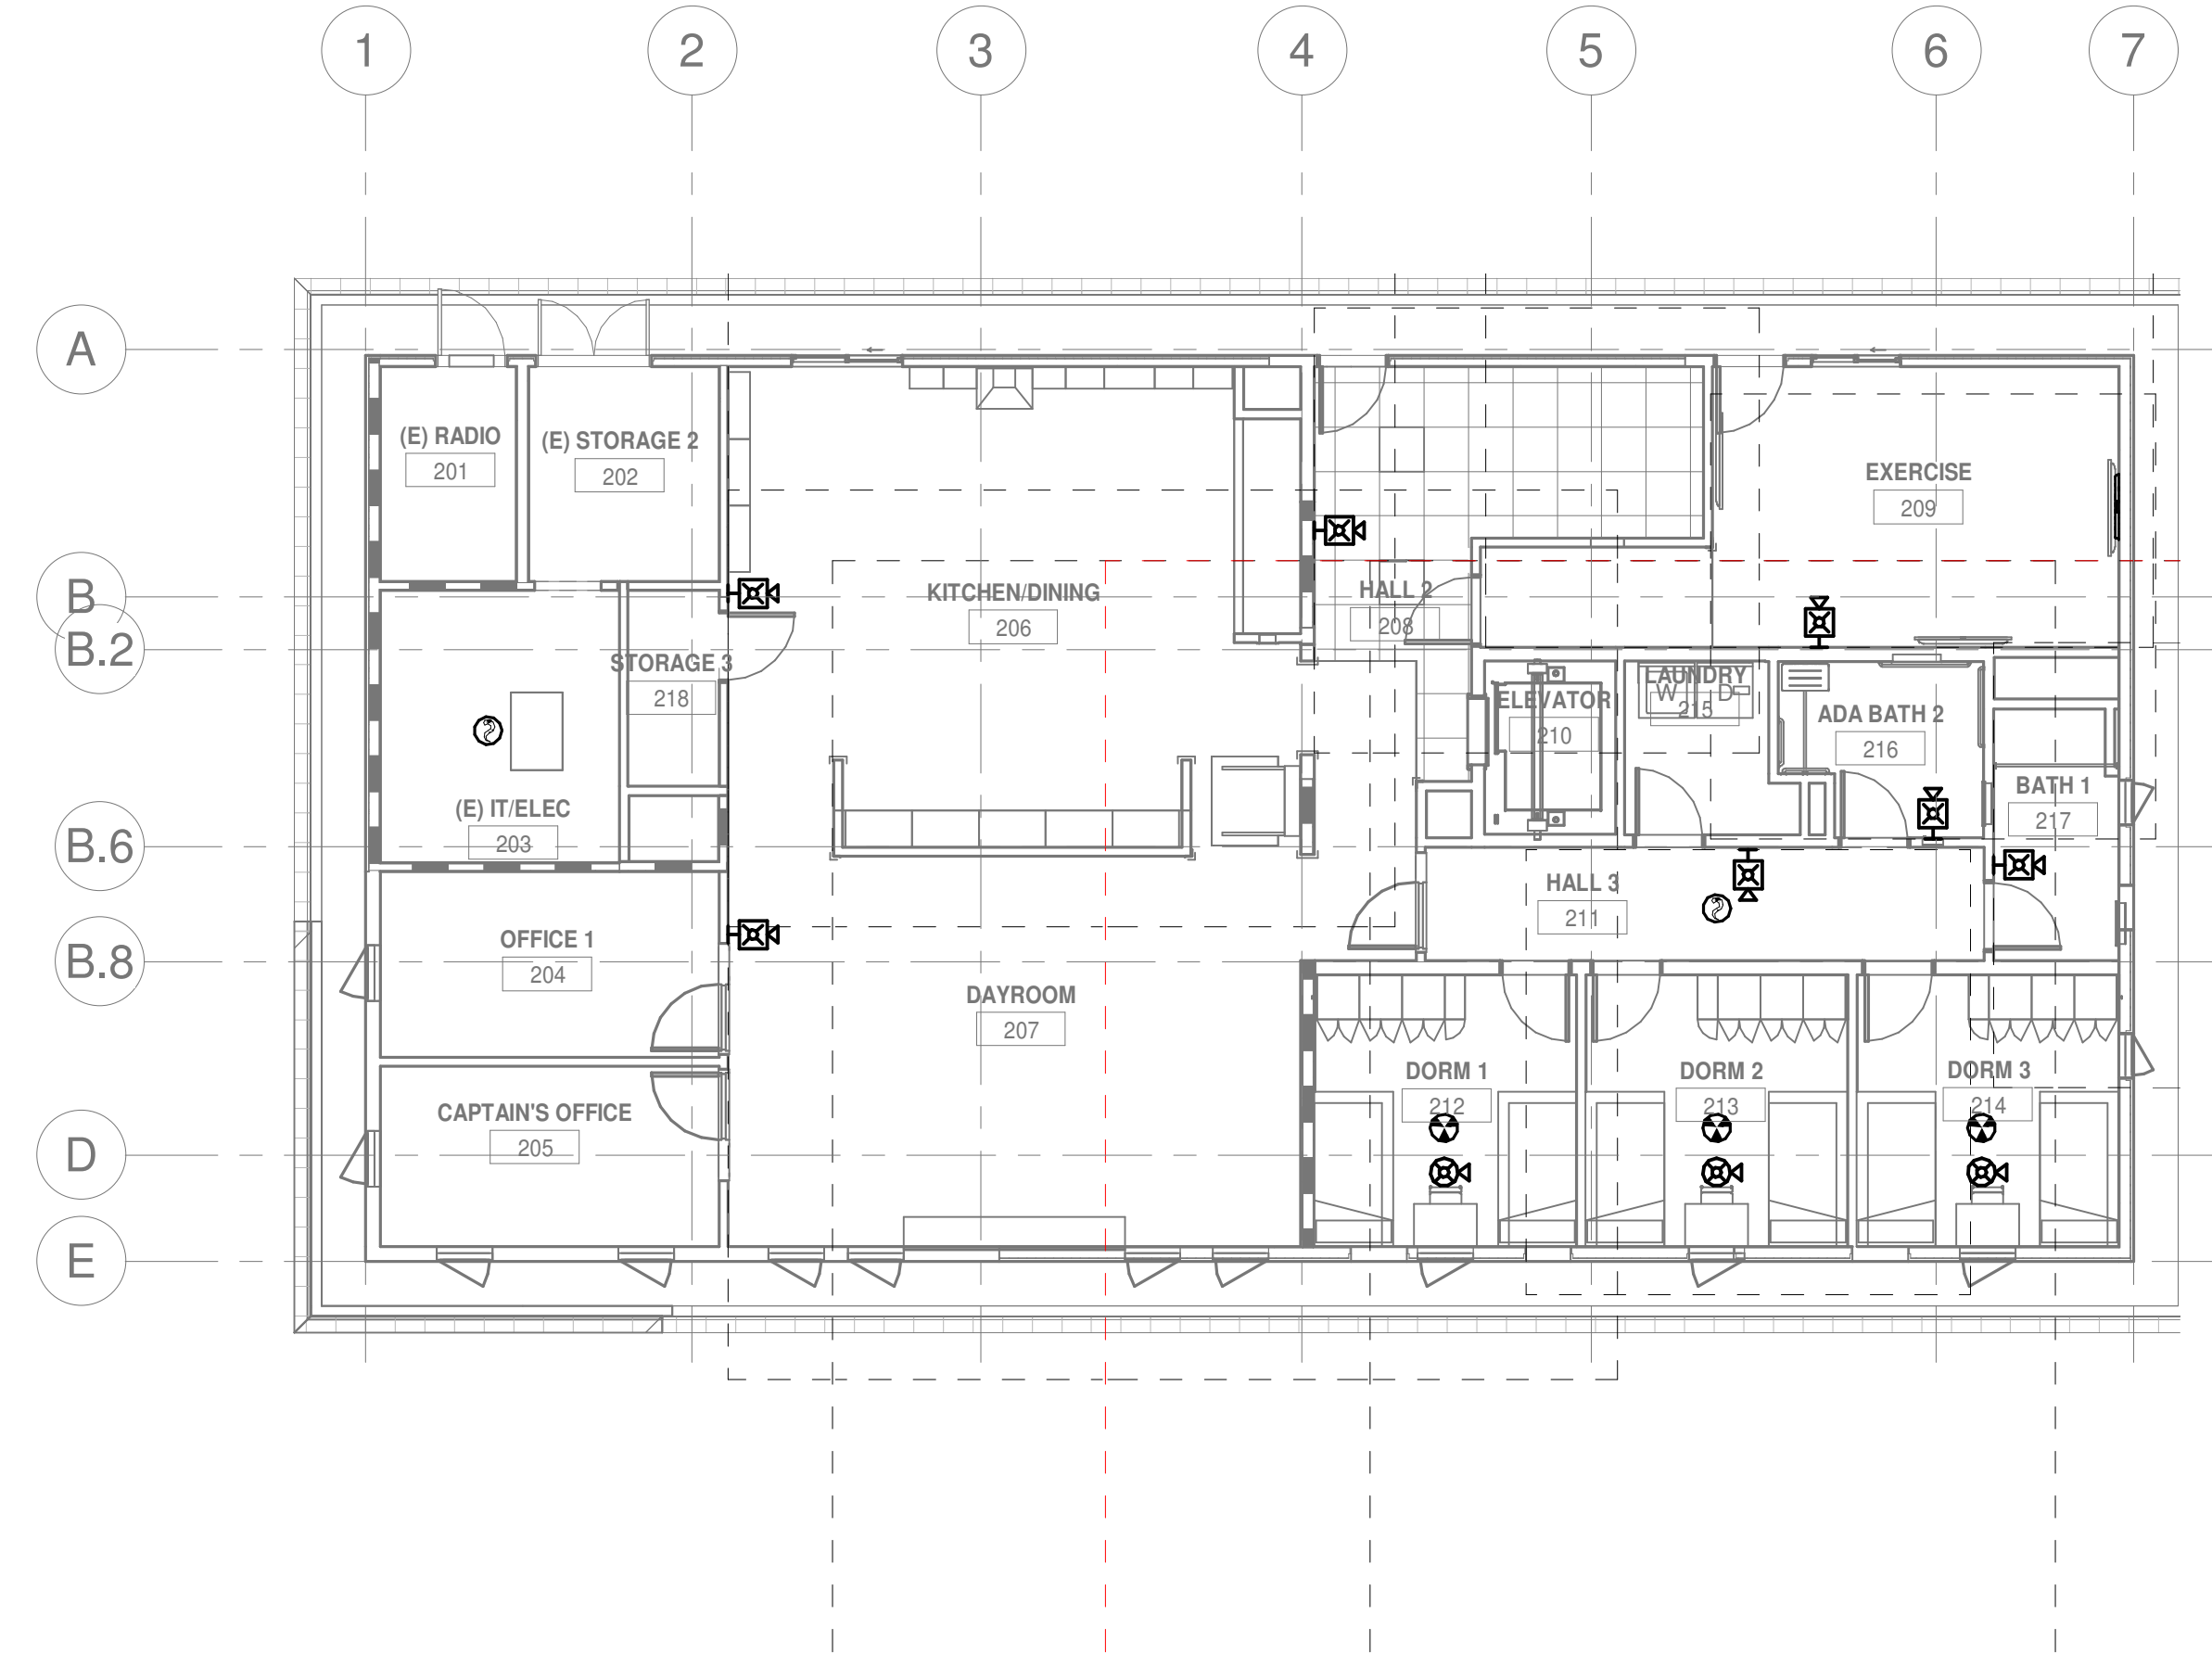 1 2 3 4 5 6 7
A
(E) RADIO
201
(E) STORAGE 2
202
EXERCISE
209
B
KITCHEN/DINING
206
HALL 2
208
B.2
STORAGE 3
218
ELEVATOR
210
LAUNDRY
W D
215
ADA BATH 2
216
BATH 1
217
(E) IT/ELEC
203
B.6
HALL 3
211
OFFICE 1
204
B.8
DAYROOM
207
DORM 1
212
DORM 2
213
DORM 3
214
CAPTAIN'S OFFICE
205
D
E